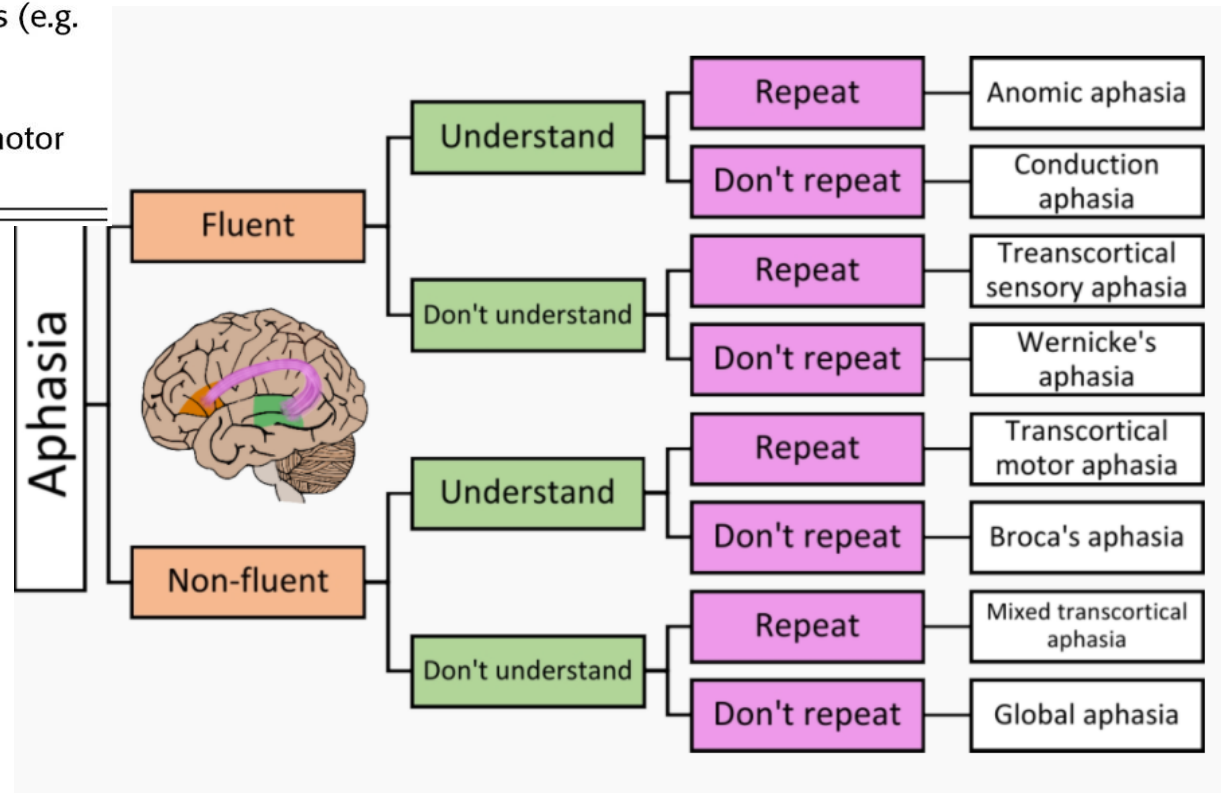 s (e.g.
notor
Aphasia
Fluent
Understand
Repeat
Anomic aphasia
Don't repeat
Conduction
aphasia
Don't understand
Repeat
Treanscortical
sensory aphasia
Don't repeat
Wernicke's
aphasia
Non-fluent
Understand
Repeat
Transcortical
motor aphasia
Don't repeat
Broca's aphasia
Don't understand
Repeat
Mixed transcortical
aphasia
Don't repeat
Global aphasia